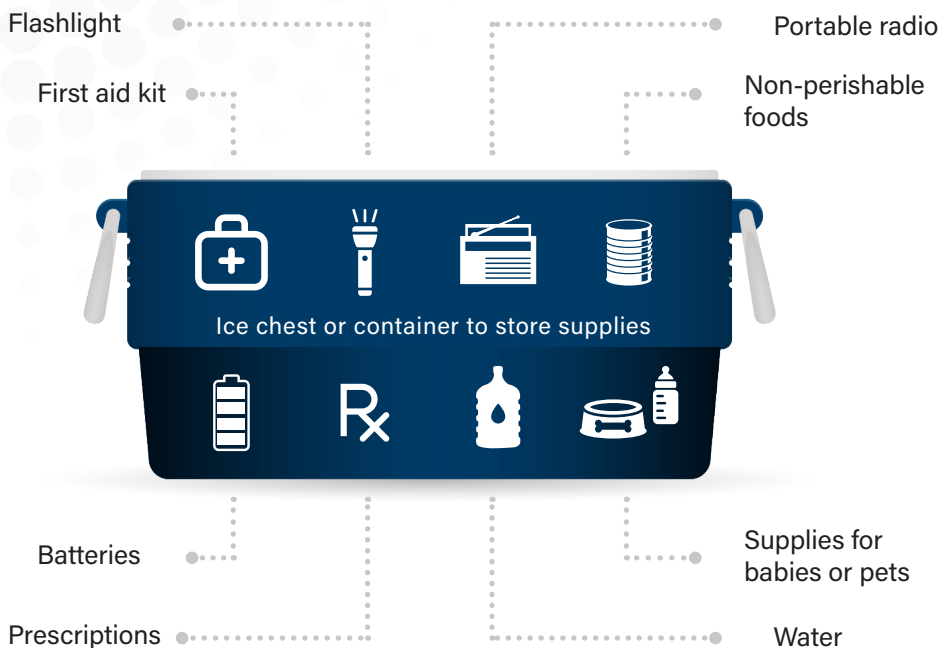 Flashlight
Portable radio
First aid kit
Non-perishable
foods
Ice chest or container to store supplies
Rx
Batteries
Supplies for
babies or pets
Prescriptions
Water